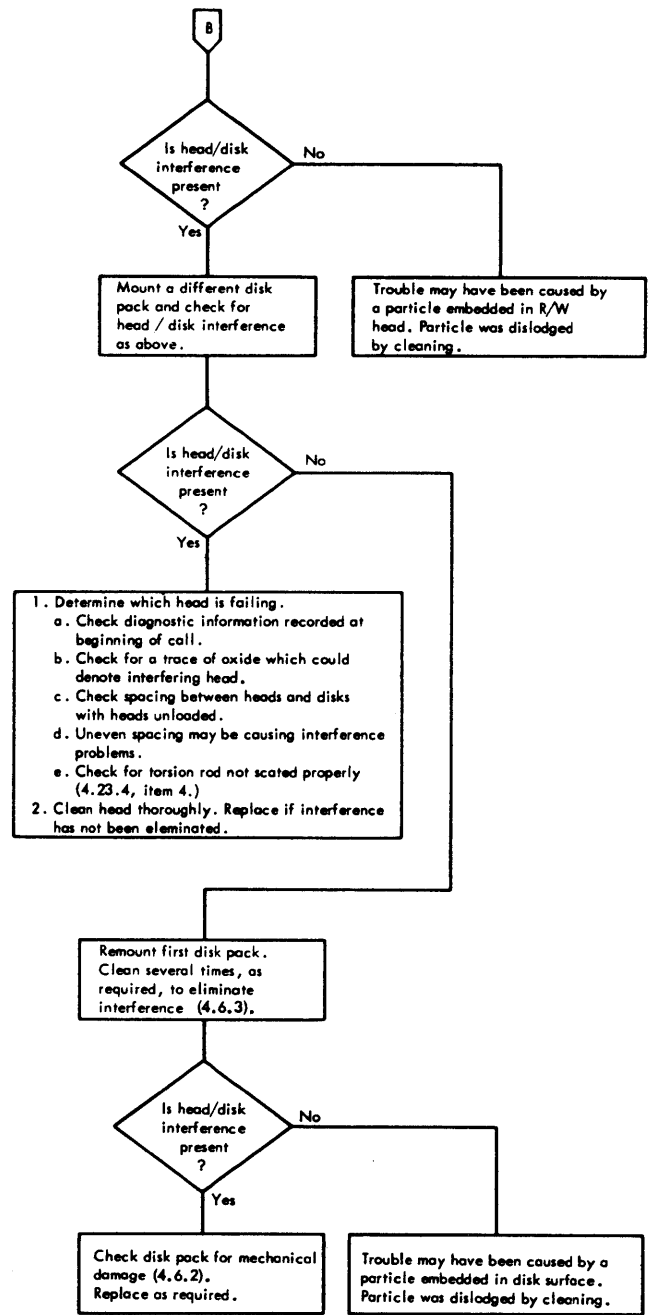 B
Is head/disk
interference
present
?
No
Yes
Mount a different disk
pack and check for
head / disk interference
as above.
Trouble may have been caused by
a particle embedded in R/W
head. Particle was dislodged
by cleaning.
Is head/disk
interference
present
?
No
Yes
1. Determine which head is failing.
a. Check diagnostic information recorded at
beginning of call.
b. Check for a trace of oxide which could
denote interfering head.
c. Check spacing between heads and disks
with heads unloaded.
d. Uneven spacing may be causing interference
problems.
e. Check for torsion rod not scated properly
(4.23.4, item 4.)
2. Clean head thoroughly. Replace if interference
has not been eleminated.
Remount first disk pack.
Clean several times, as
required, to eliminate
interference (4.6.3).
Is head/disk
interference
present
?
No
Yes
Check disk pack for mechanical
damage (4.6.2).
Replace as required.
Trouble may have been caused by a
particle embedded in disk surface.
Particle was dislodged by cleaning.